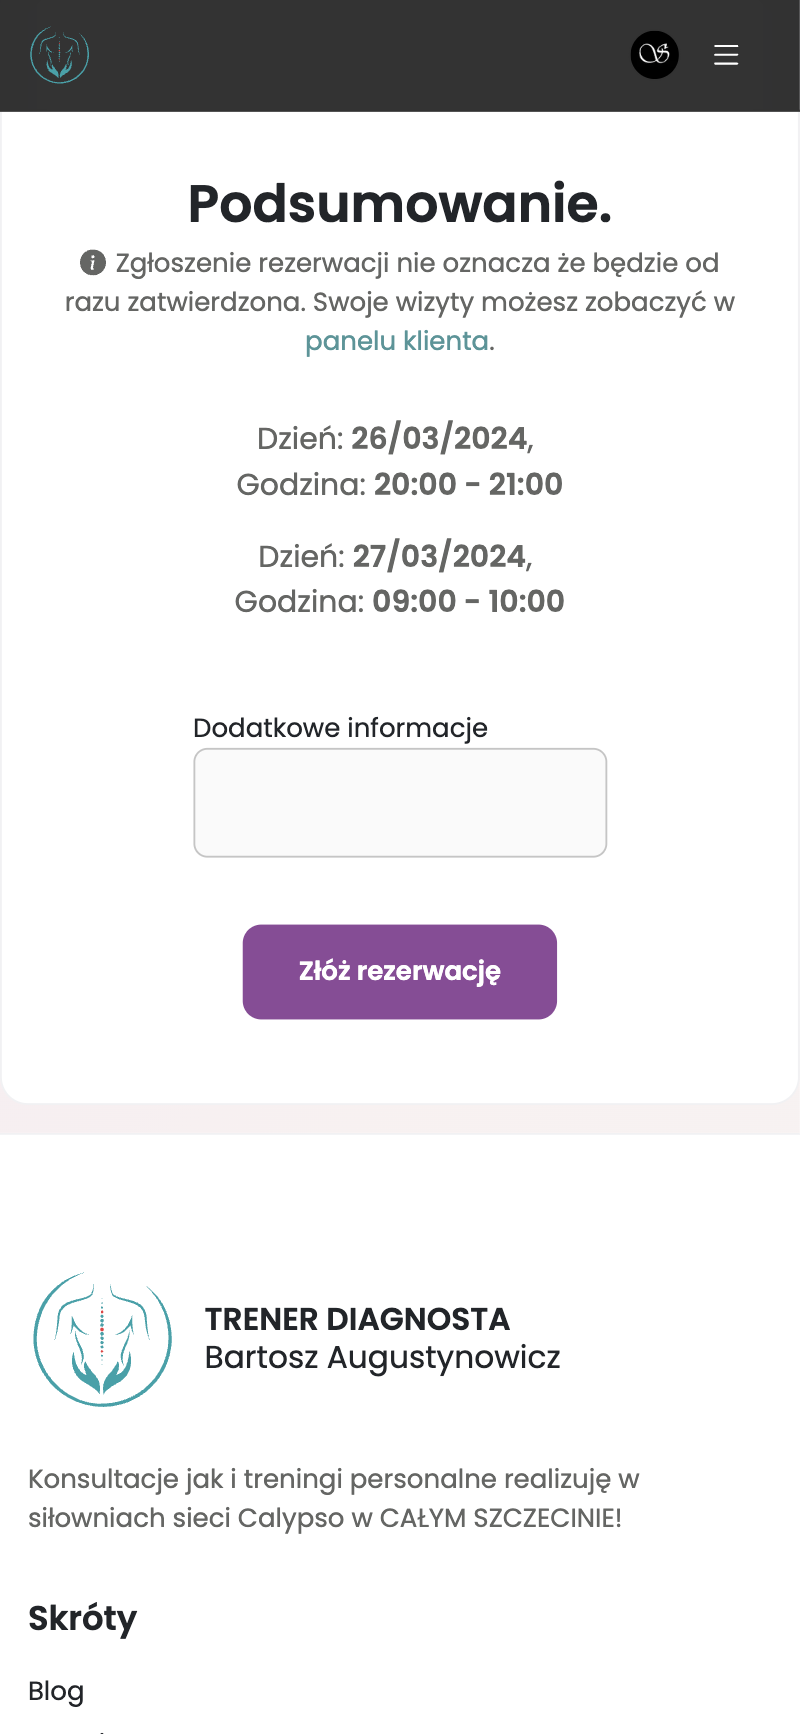 Podsumowanie.
Zgłoszenie rezerwacji nie oznacza że będzie od
razu zatwierdzona. Swoje wizyty możesz zobaczyć w
panelu klienta.
Dzień: 26/03/2024,
Godzina: 20:00 - 21:00
Dzień: 27/03/2024,
Godzina: 09:00 - 10:00
Dodatkowe informacje
Złóż rezerwację
TRENER DIAGNOSTA
Bartosz Augustynowicz
Konsultacje jak i treningi personalne realizuję w
siłowniach sieci Calypso w CAŁYM SZCZECINIE!
Skróty
Blog